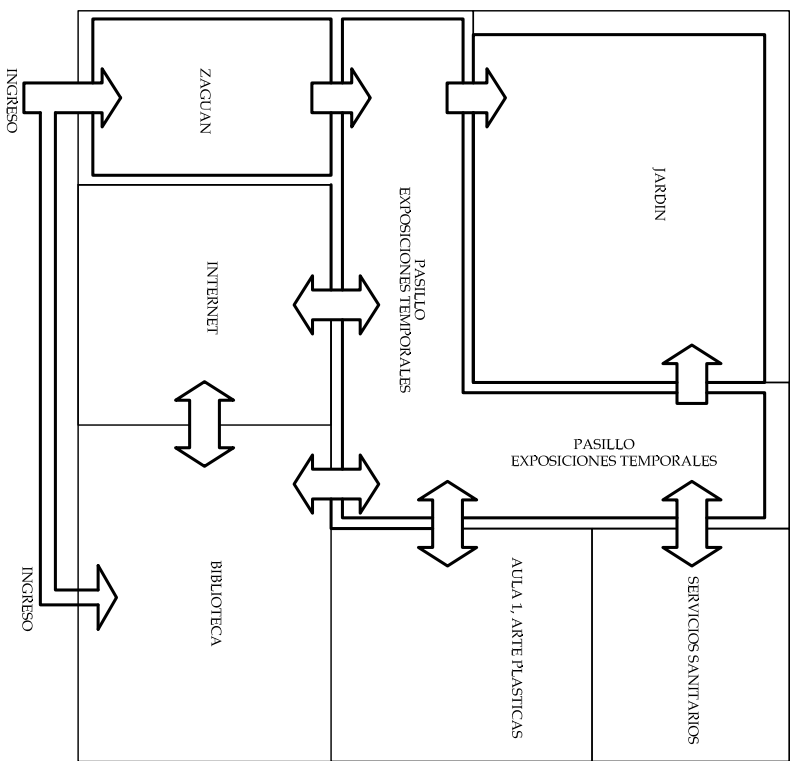 INGRESO
ZAGUAN
JARDIN
PASILLO
EXPOSICIONES TEMPORALES
INTERNET
PASILLO
EXPOSICIONES TEMPORALES
INGRESO
BIBLIOTECA
AULA 1, ARTE PLASTICAS
SERVICIOS SANITARIOS